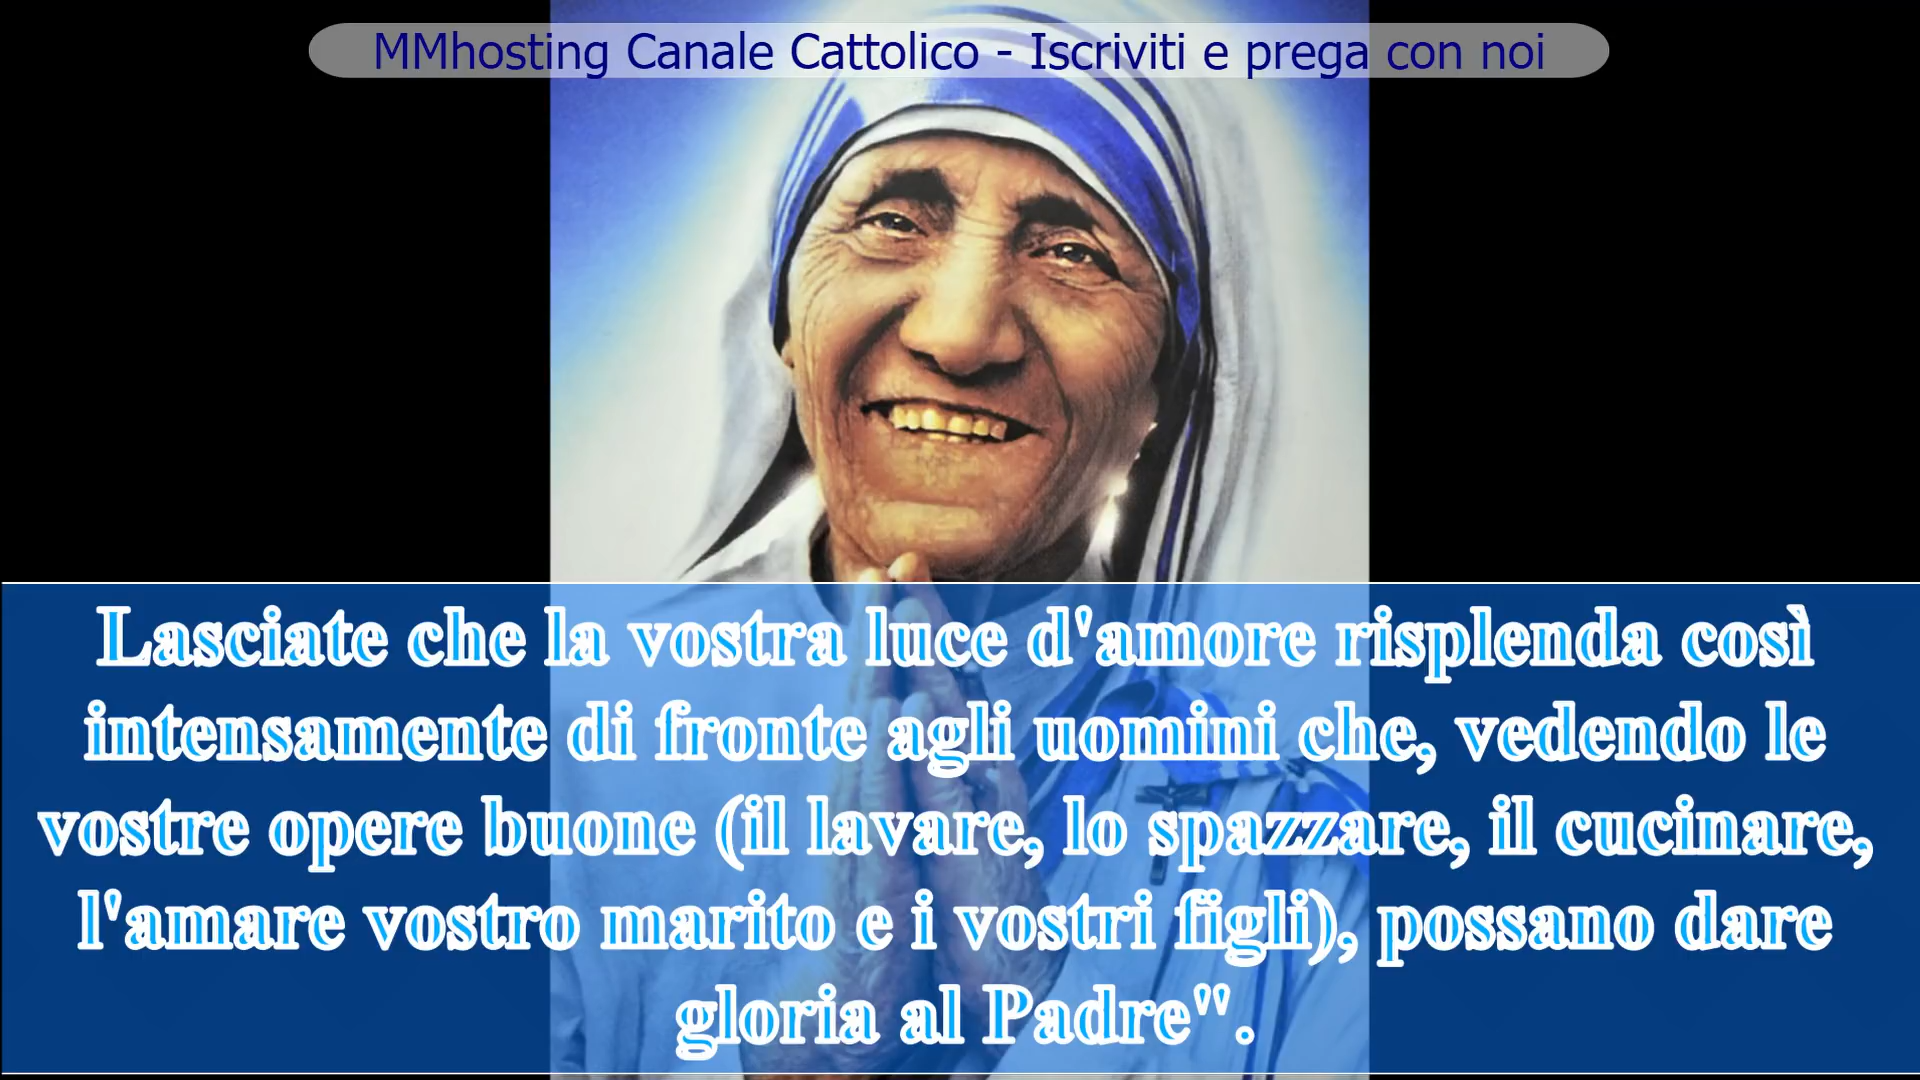 MMhosting Canale Cattolico - Iscriviti e prega con noi
Lasciate che la vostra luce d'amore risplenda così
intensamente di fronte agli uomini che, vedendo le
vostre opere buone (il lavare, lo spazzare, il cucinare,
l'amare vostro marito e i vostri figli), possano dare
gloria al Padre".